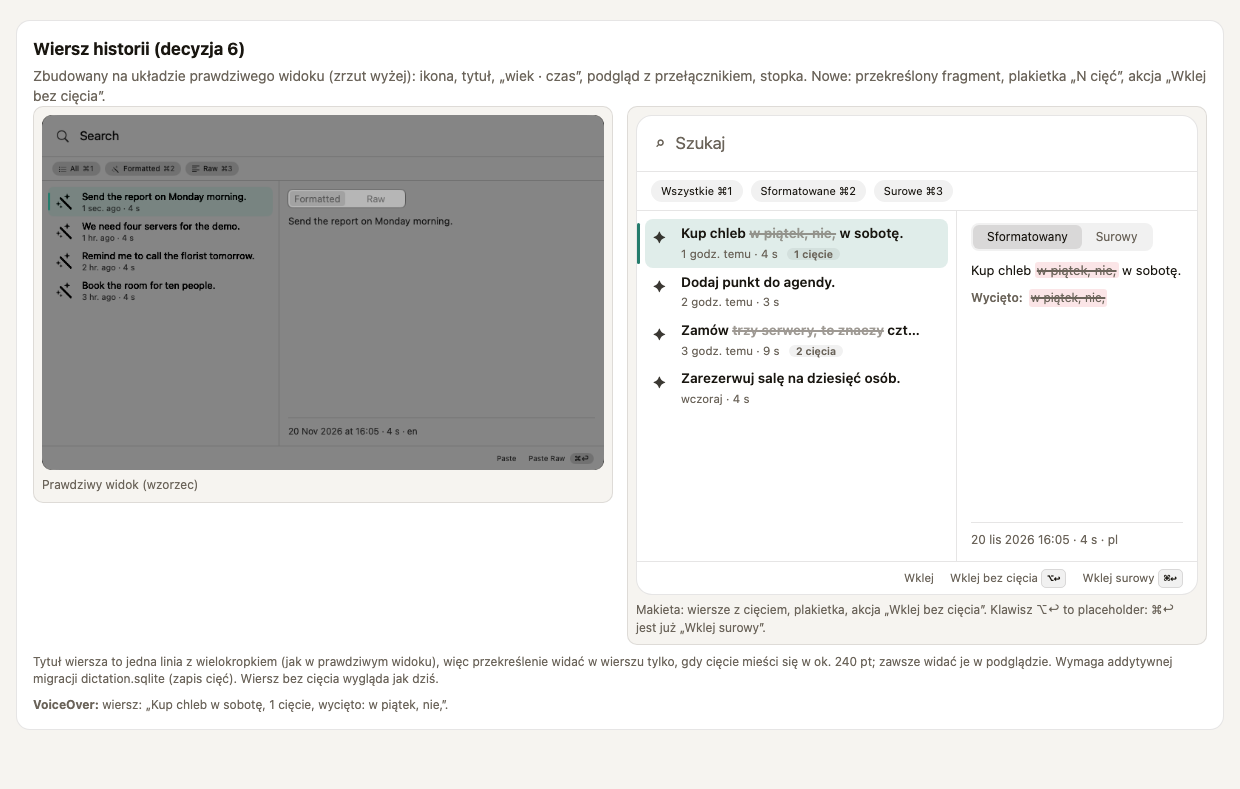 Wiersz historii (decyzja 6)
Zbudowany na układzie prawdziwego widoku (zrzut wyżej): ikona, tytuł, „wiek · czas”, podgląd z przełącznikiem, stopka. Nowe: przekreślony fragment, plakietka „N cięć”, akcja „Wklej
bez cięcia”.
Search
All ⌘1 Formatted ⌘2 Raw ⌘3
Send the report on Monday morning.
1 sec. ago · 4 s
We need four servers for the demo.
1 hr. ago · 4 s
Remind me to call the florist tomorrow.
2 hr. ago · 4 s
Book the room for ten people.
3 hr. ago · 4 s
Formatted Raw
Send the report on Monday morning.
20 Nov 2026 at 16:05 · 4 s · en
Paste Paste Raw ⌘↩
Prawdziwy widok (wzorzec)
Szukaj
Wszystkie ⌘1 Sformatowane ⌘2 Surowe ⌘3
Kup chleb w piątek, nie, w sobotę.
1 godz. temu · 4 s 1 cięcie
Dodaj punkt do agendy.
2 godz. temu · 3 s
Zamów trzy serwery, to znaczy czt...
3 godz. temu · 9 s 2 cięcia
Zarezerwuj salę na dziesięć osób.
wczoraj · 4 s
Sformatowany Surowy
Kup chleb w piątek, nie, w sobotę.
Wycięto: w piątek, nie,
20 lis 2026 16:05 · 4 s · pl
Wklej Wklej bez cięcia ⌥↩ Wklej surowy ⌘↩
Makieta: wiersze z cięciem, plakietka, akcja „Wklej bez cięcia”. Klawisz ⌥↩ to placeholder: ⌘↩
jest już „Wklej surowy”.
Tytuł wiersza to jedna linia z wielokropkiem (jak w prawdziwym widoku), więc przekreślenie widać w wierszu tylko, gdy cięcie mieści się w ok. 240 pt; zawsze widać je w podglądzie. Wymaga addytywnej
migracji dictation.sqlite (zapis cięć). Wiersz bez cięcia wygląda jak dziś.
VoiceOver: wiersz: „Kup chleb w sobotę, 1 cięcie, wycięto: w piątek, nie,”.